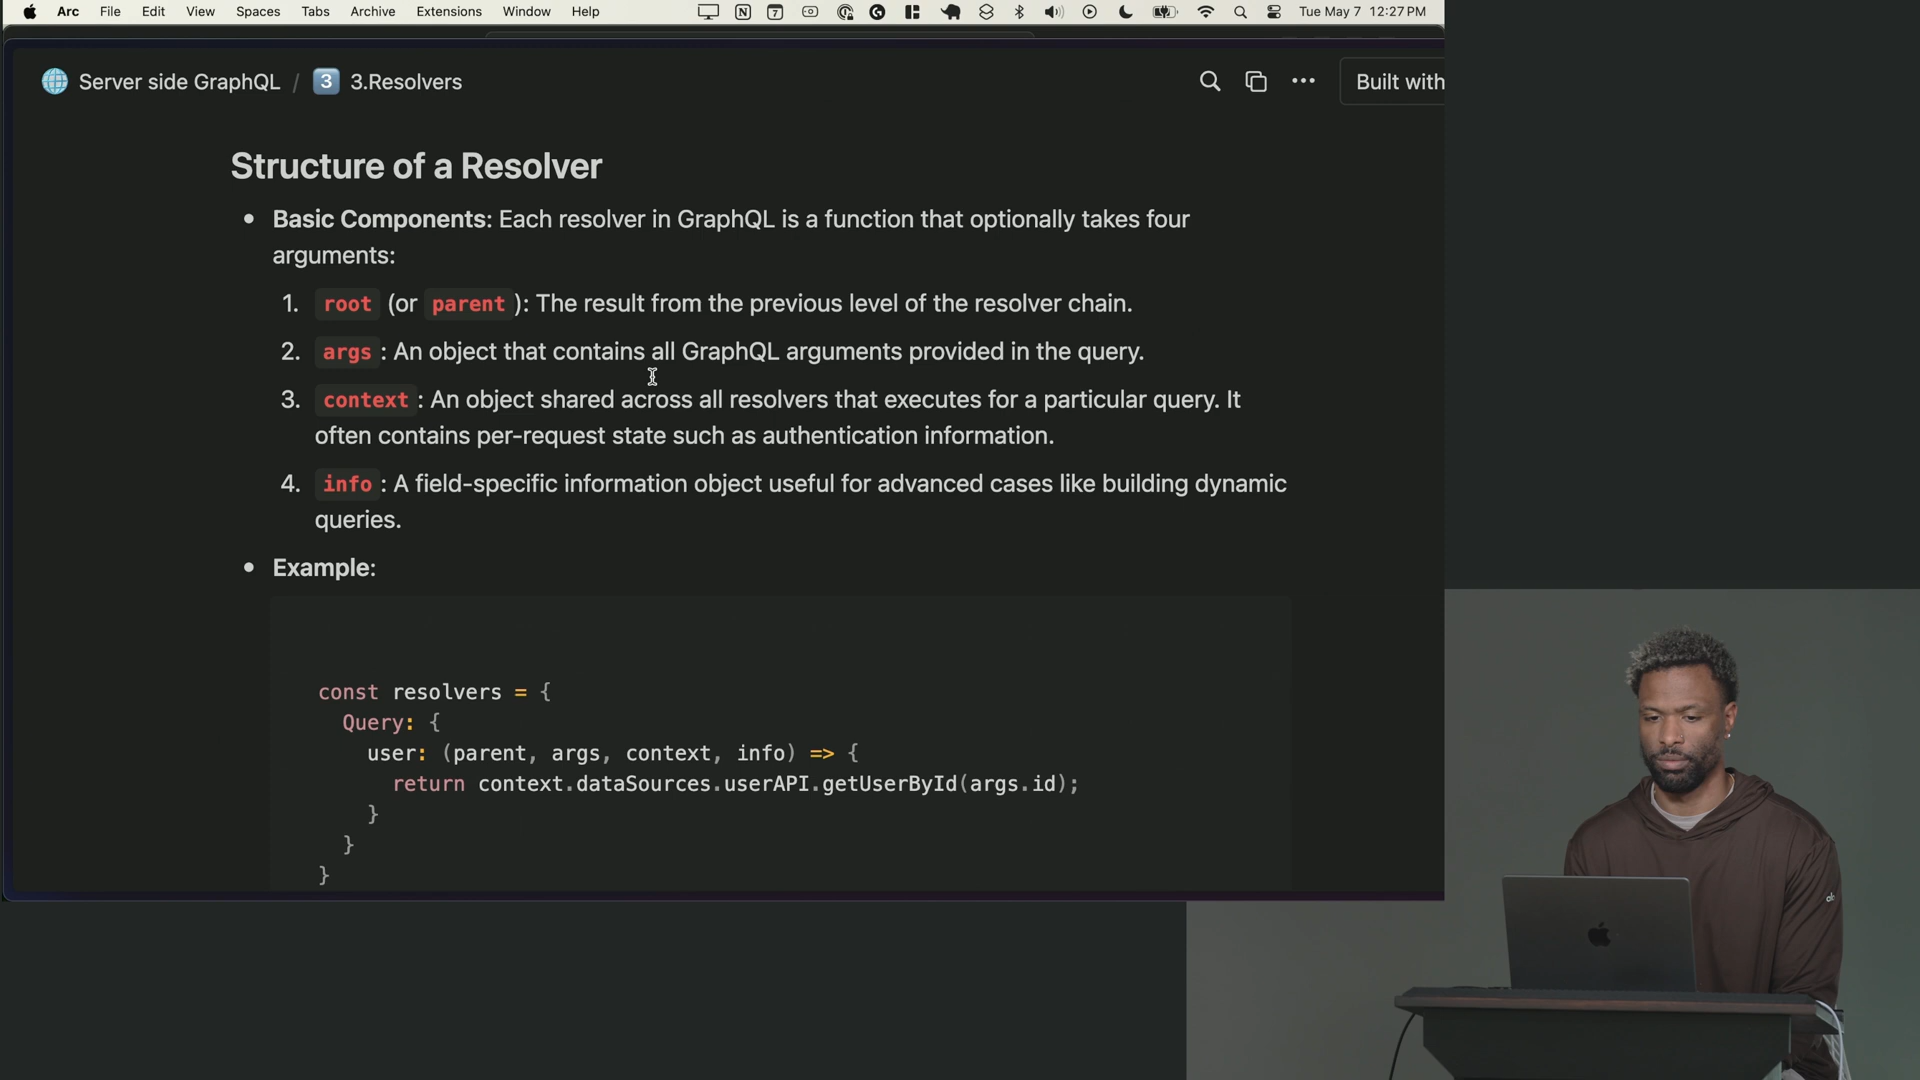 Arc File Edit View Spaces Tabs Archive Extensions Window Help 7 Tue May 7 12:27 PM
Server side GraphQL / 3 3.Resolvers Built with
Structure of a Resolver
• Basic Components: Each resolver in GraphQL is a function that optionally takes four
arguments:
1. root (or parent): The result from the previous level of the resolver chain.
2. args: An object that contains all GraphQL arguments provided in the query.
3. context: An object shared across all resolvers that executes for a particular query. It
often contains per-request state such as authentication information.
4. info: A field-specific information object useful for advanced cases like building dynamic
queries.
• Example:
const resolvers = {
Query: {
user: (parent, args, context, info) => {
return context.dataSources.userAPI.getUserById(args.id);
}
}
}